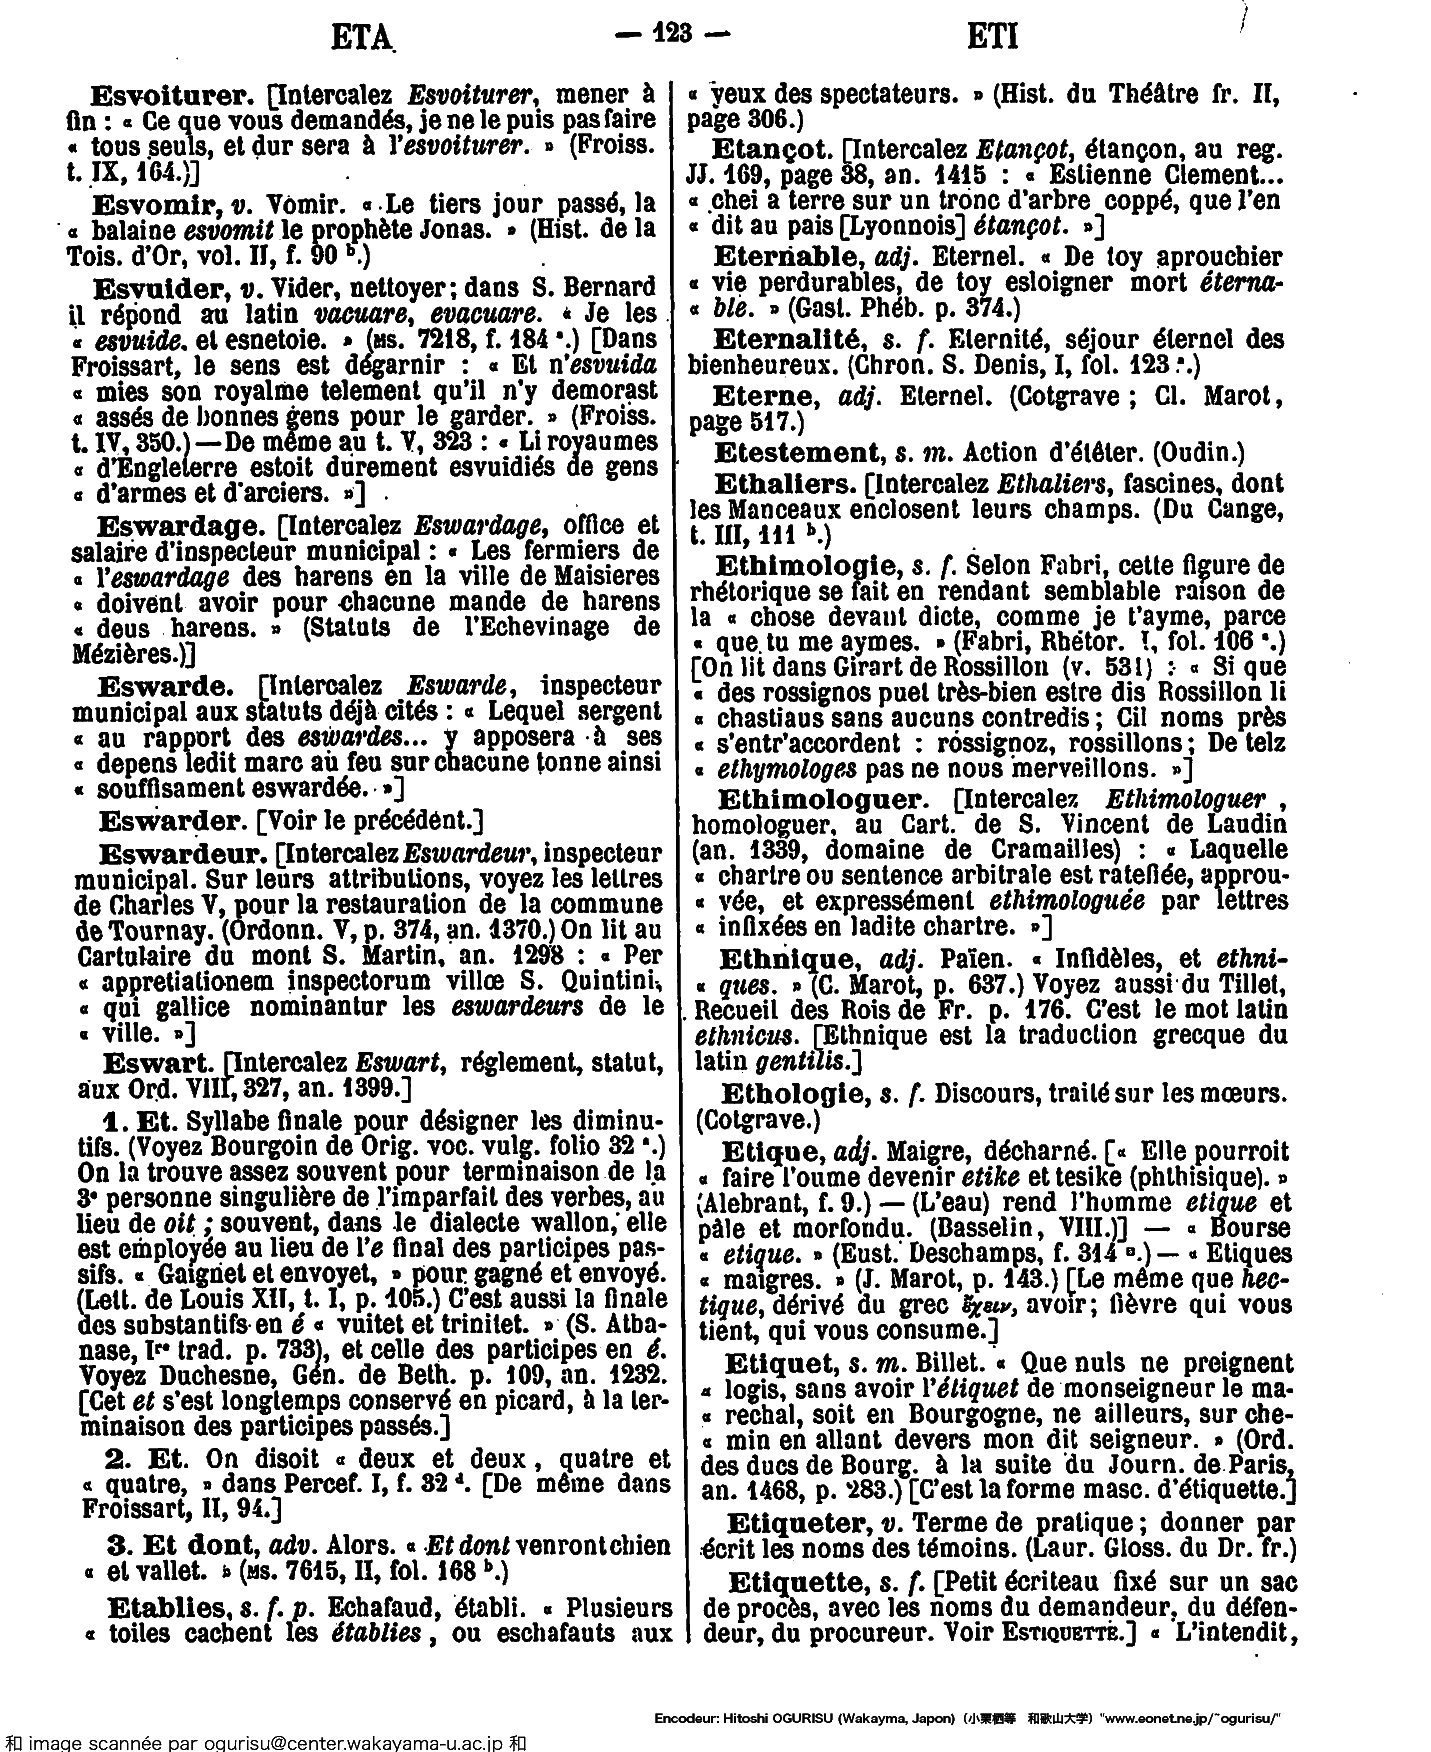 ETA — 123 — ETI
Esvoiturer. [Intercalez Esvoiturer, mener à
fin : « Ce que vous demandés, je ne le puis pas faire
« tous seuls, et dur sera à l'esvoiturer. » (Froiss.
t. IX, 164.)]
Esvomir, v. Vomir. « Le tiers jour passé, la
« balaine esvomit le prophète Jonas. » (Hist. de la
Tois. d'Or, vol. II, f. 90 b.)
Esvuider, v. Vider, nettoyer; dans S. Bernard
il répond au latin vacuare, evacuare. « Je les
« esvuide. et esnetoie. » (ms. 7218, f. 184 a.) [Dans
Froissart, le sens est dégarnir : « Et n'esvuida
« mies son royalme telement qu'il n'y demorast
« assés de bonnes gens pour le garder. » (Froiss.
t. IV, 350.) — De même au t. V, 323 : « Li royaumes
« d'Engleterre estoit durement esvuidiés de gens
« d'armes et d'arciers. »]
Eswardage. [Intercalez Eswardage, office et
salaire d'inspecteur municipal : « Les fermiers de
« l'eswardage des harens en la ville de Maisieres
« doivent avoir pour chacune mande de harens
« deus harens. » (Statuts de l'Echevinage de
Mézières.)]
Eswarde. [Intercalez Eswarde, inspecteur
municipal aux statuts déjà cités : « Lequel sergent
« au rapport des eswardes... y apposera à ses
« depens ledit marc au feu sur chacune tonne ainsi
« souffisament eswardée. »]
Eswarder. [Voir le précédent.]
Eswardeur. [Intercalez Eswardeur, inspecteur
municipal. Sur leurs attributions, voyez les lettres
de Charles V, pour la restauration de la commune
de Tournay. (Ordonn. V, p. 374, an. 1370.) On lit au
Cartulaire du mont S. Martin, an. 1298 : « Per
« appretiationem inspectorum villœ S. Quintini,
« qui gallice nominantur les eswardeurs de le
« ville. »]
Eswart. [Intercalez Eswart, réglement, statut,
aux Ord. VIII, 327, an. 1399.]
1. Et. Syllabe finale pour désigner les diminu-
tifs. (Voyez Bourgoin de Orig. voc. vulg. folio 32 a.)
On la trouve assez souvent pour terminaison de la
3e personne singulière de l'imparfait des verbes, au
lieu de oit ; souvent, dans le dialecte wallon, elle
est employée au lieu de l'e final des participes pas-
sifs. « Gaigniet et envoyet, » pour gagné et envoyé.
(Lett. de Louis XII, t. I, p. 105.) C'est aussi la finale
des substantifs en é « vuitet et trinitet. » (S. Atha-
nase, Ire trad. p. 733), et celle des participes en é.
Voyez Duchesne, Gén. de Beth. p. 109, an. 1232.
[Cet et s'est longtemps conservé en picard, à la ter-
minaison des participes passés.]
2. Et. On disoit « deux et deux , quatre et
« quatre, » dans Percef. I, f. 32 d. [De même dans
Froissart, II, 94.]
3. Et dont, adv. Alors. « Et dont venront chien
« et vallet. » (ms. 7615, II, fol. 168 b.)
Etablies, s. f. p. Echafaud, établi. « Plusieurs
« toiles cachent les établies , ou eschafauts aux
« yeux des spectateurs. » (Hist. du Théâtre fr. II,
page 306.)
Etançot. [Intercalez Etançot, étançon, au reg.
JJ. 169, page 38, an. 1415 : « Estienne Clement...
« chei a terre sur un tronc d'arbre coppé, que l'en
« dit au pais [Lyonnois] étançot. »]
Eternable, adj. Eternel. « De toy aprouchier
« vie perdurables, de toy esloigner mort éterna-
« ble. » (Gast. Phéb. p. 374.)
Eternalité, s. f. Eternité, séjour éternel des
bienheureux. (Chron. S. Denis, I, fol. 123 a.)
Eterne, adj. Eternel. (Cotgrave ; Cl. Marot,
page 517.)
Etestement, s. m. Action d'étêter. (Oudin.)
Ethaliers. [Intercalez Ethaliers, fascines, dont
les Manceaux enclosent leurs champs. (Du Cange,
t. III, 111 b.)
Ethimologie, s. f. Selon Fabri, cette figure de
rhétorique se fait en rendant semblable raison de
la « chose devant dicte, comme je t'ayme, parce
« que tu me aymes. » (Fabri, Rhétor. I, fol. 106 a.)
[On lit dans Girart de Rossillon (v. 531) : « Si que
« des rossignos puet très-bien estre dis Rossillon li
« chastiaus sans aucuns contredis ; Cil noms près
« s'entr'accordent : rossignoz, rossillons; De telz
« ethymologes pas ne nous merveillons. »]
Ethimologuer. [Intercalez Ethimologuer ,
homologuer, au Cart. de S. Vincent de Laudin
(an. 1339, domaine de Cramailles) : « Laquelle
« chartre ou sentence arbitrale est ratefiée, approu-
« vée, et expressément ethimologuée par lettres
« infixées en ladite chartre. »]
Ethnique, adj. Païen. « Infidèles, et ethni-
« ques. » (C. Marot, p. 637.) Voyez aussi du Tillet,
Recueil des Rois de Fr. p. 176. C'est le mot latin
ethnicus. [Ethnique est la traduction grecque du
latin gentilis.]
Ethologie, s. f. Discours, traité sur les mœurs.
(Cotgrave.)
Etique, adj. Maigre, décharné. [« Elle pourroit
« faire l'oume devenir etike et tesike (phthisique). »
(Alebrant, f. 9.) — (L'eau) rend l'homme etique et
pâle et morfondu. (Basselin, VIII.)] — « Bourse
« etique. » (Eust. Deschamps, f. 314 a.) — « Etiques
« maigres. » (J. Marot, p. 143.) [Le même que hec-
tique, dérivé du grec ἔχειν, avoir; fièvre qui vous
tient, qui vous consume.]
Etiquet, s. m. Billet. « Que nuls ne preignent
« logis, sans avoir l'étiquet de monseigneur le ma-
« rechal, soit en Bourgogne, ne ailleurs, sur che-
« min en allant devers mon dit seigneur. » (Ord.
des ducs de Bourg. à la suite du Journ. de Paris,
an. 1468, p. 283.) [C'est la forme masc. d'étiquette.]
Etiqueter, v. Terme de pratique ; donner par
écrit les noms des témoins. (Laur. Gloss. du Dr. fr.)
Etiquette, s. f. [Petit écriteau fixé sur un sac
de procès, avec les noms du demandeur, du défen-
deur, du procureur. Voir ESTIQUETTE.] « L'intendit,
Encodeur: Hitoshi OGURISU (Wakayma, Japon) (小栗栖等 和歌山大学) "www.eonet.ne.jp/~ogurisu/"
和 image scannée par ogurisu@center.wakayama-u.ac.jp 和